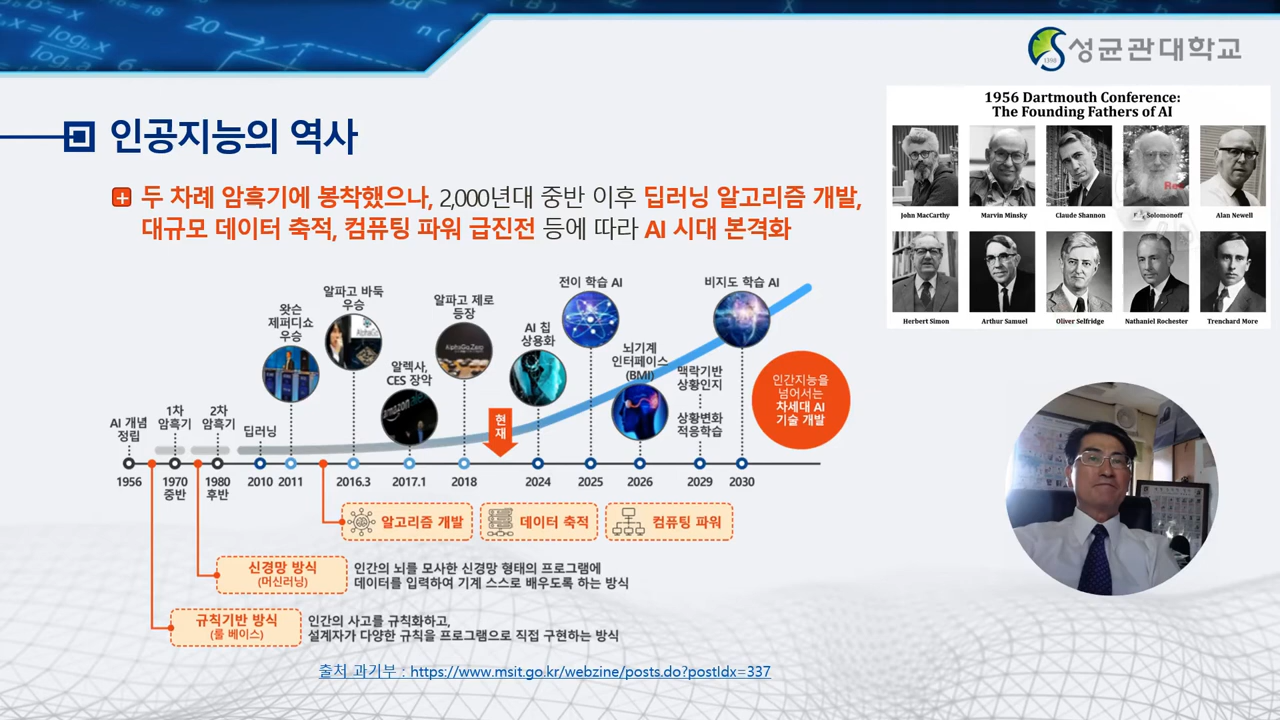 성균관대학교
1398
1956 Dartmouth Conference:
The Founding Fathers of AI
John MacCarthy
Marvin Minsky
Claude Shannon
Solomonoff
Alan Newell
Herbert Simon
Arthur Samuel
Oliver Selfridge
Nathaniel Rochester
Trenchard More
인공지능의 역사
두 차례 암흑기에 봉착했으나, 2,000년대 중반 이후 딥러닝 알고리즘 개발,
대규모 데이터 축적, 컴퓨팅 파워 급진전 등에 따라 AI 시대 본격화
AI 개념
정립
1차
암흑기
2차
암흑기
딥러닝
왓슨
제퍼디쇼
우승
알파고 바둑
우승
알렉사,
CES 장악
amazon alexa
알파고 제로
등장
AlphaGo Zero
현
재
AI 칩
상용화
전이 학습 AI
뇌기계
인터페이스
(BMI)
맥락기반
상황인지
상황변화
적응학습
비지도 학습 AI
인간지능을
넘어서는
차세대 AI
기술 개발
1956
1970
중반
1980
후반
2010
2011
2016.3
2017.1
2018
2024
2025
2026
2029
2030
알고리즘 개발
데이터 축적
컴퓨팅 파워
신경망 방식
(머신러닝)
인간의 뇌를 모사한 신경망 형태의 프로그램에
데이터를 입력하여 기계 스스로 배우도록 하는 방식
규칙기반 방식
(룰 베이스)
인간의 사고를 규칙화하고,
설계자가 다양한 규칙을 프로그램으로 직접 구현하는 방식
출처 과기부 : https://www.msit.go.kr/webzine/posts.do?postIdx=337